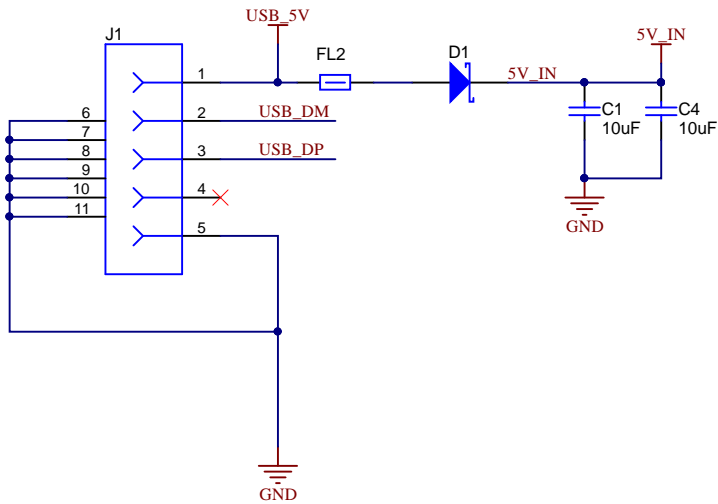 USB_5V
J1
FL2
D1
5V_IN
5V_IN
1
2
3
4
5
6
7
8
9
10
11
USB_DM
USB_DP
C1
10uF
C4
10uF
GND
GND